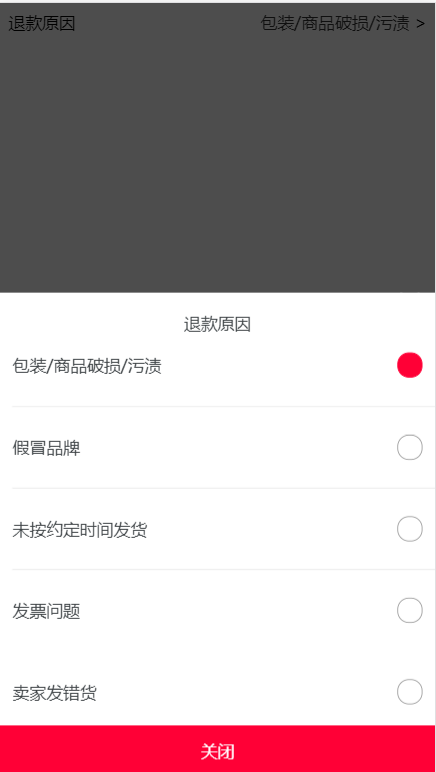 退款原因 包装/商品破损/污渍 >
退款原因
包装/商品破损/污渍
假冒品牌
未按约定时间发货
发票问题
卖家发错货
关闭